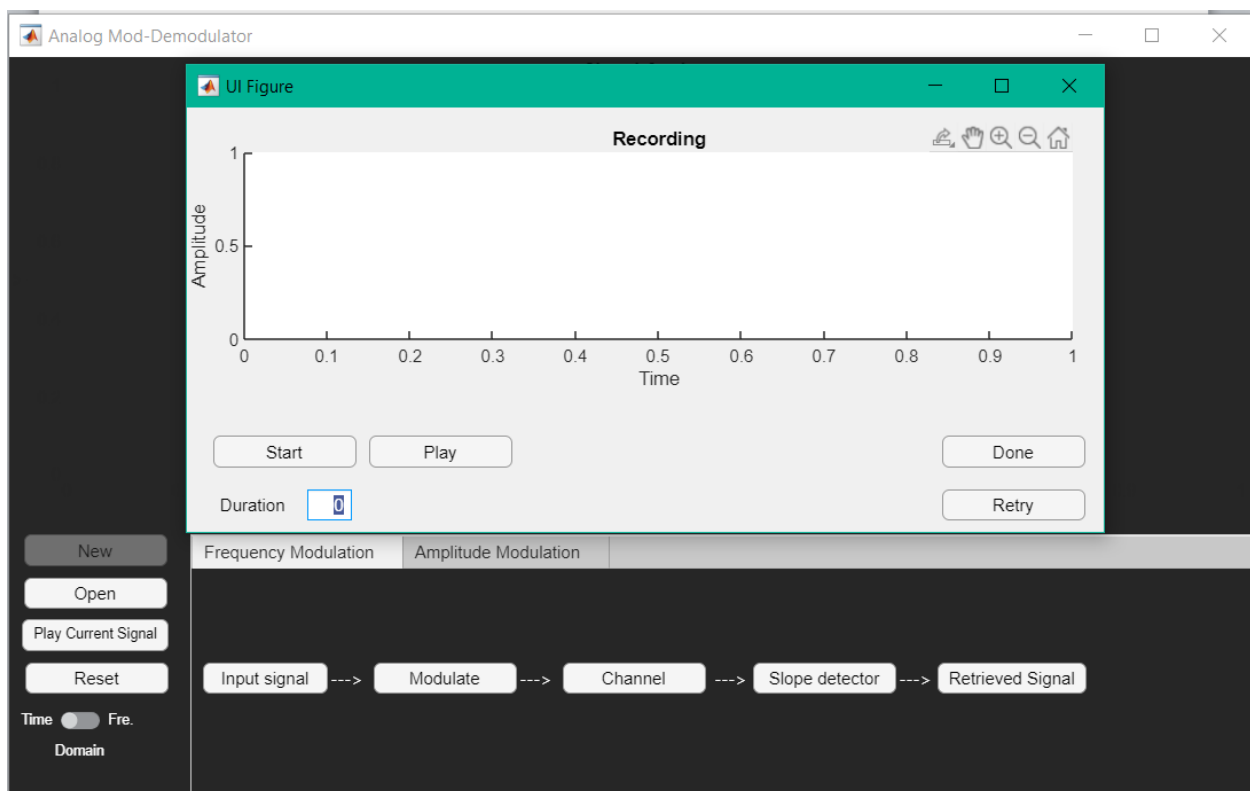 Analog Mod-Demodulator
UI Figure
Recording
1
0.5
0
Amplitude
0 0.1 0.2 0.3 0.4 0.5 0.6 0.7 0.8 0.9 1
Time
Start Play Done
Duration 0 Retry
New
Open
Play Current Signal
Reset
Time Fre.
Domain
Frequency Modulation Amplitude Modulation
Input signal ---> Modulate ---> Channel ---> Slope detector ---> Retrieved Signal